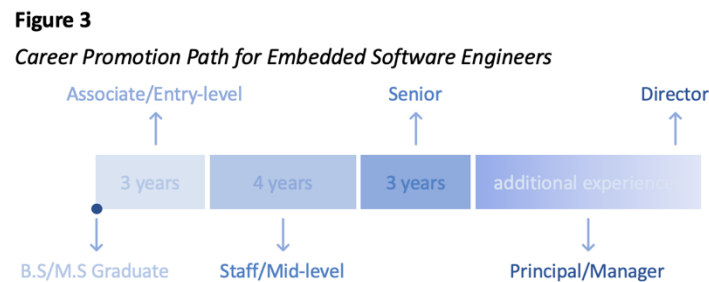 Figure 3
Career Promotion Path for Embedded Software Engineers
Associate/Entry-level Senior Director
3 years 4 years 3 years additional experience
B.S/M.S Graduate Staff/Mid-level Principal/Manager